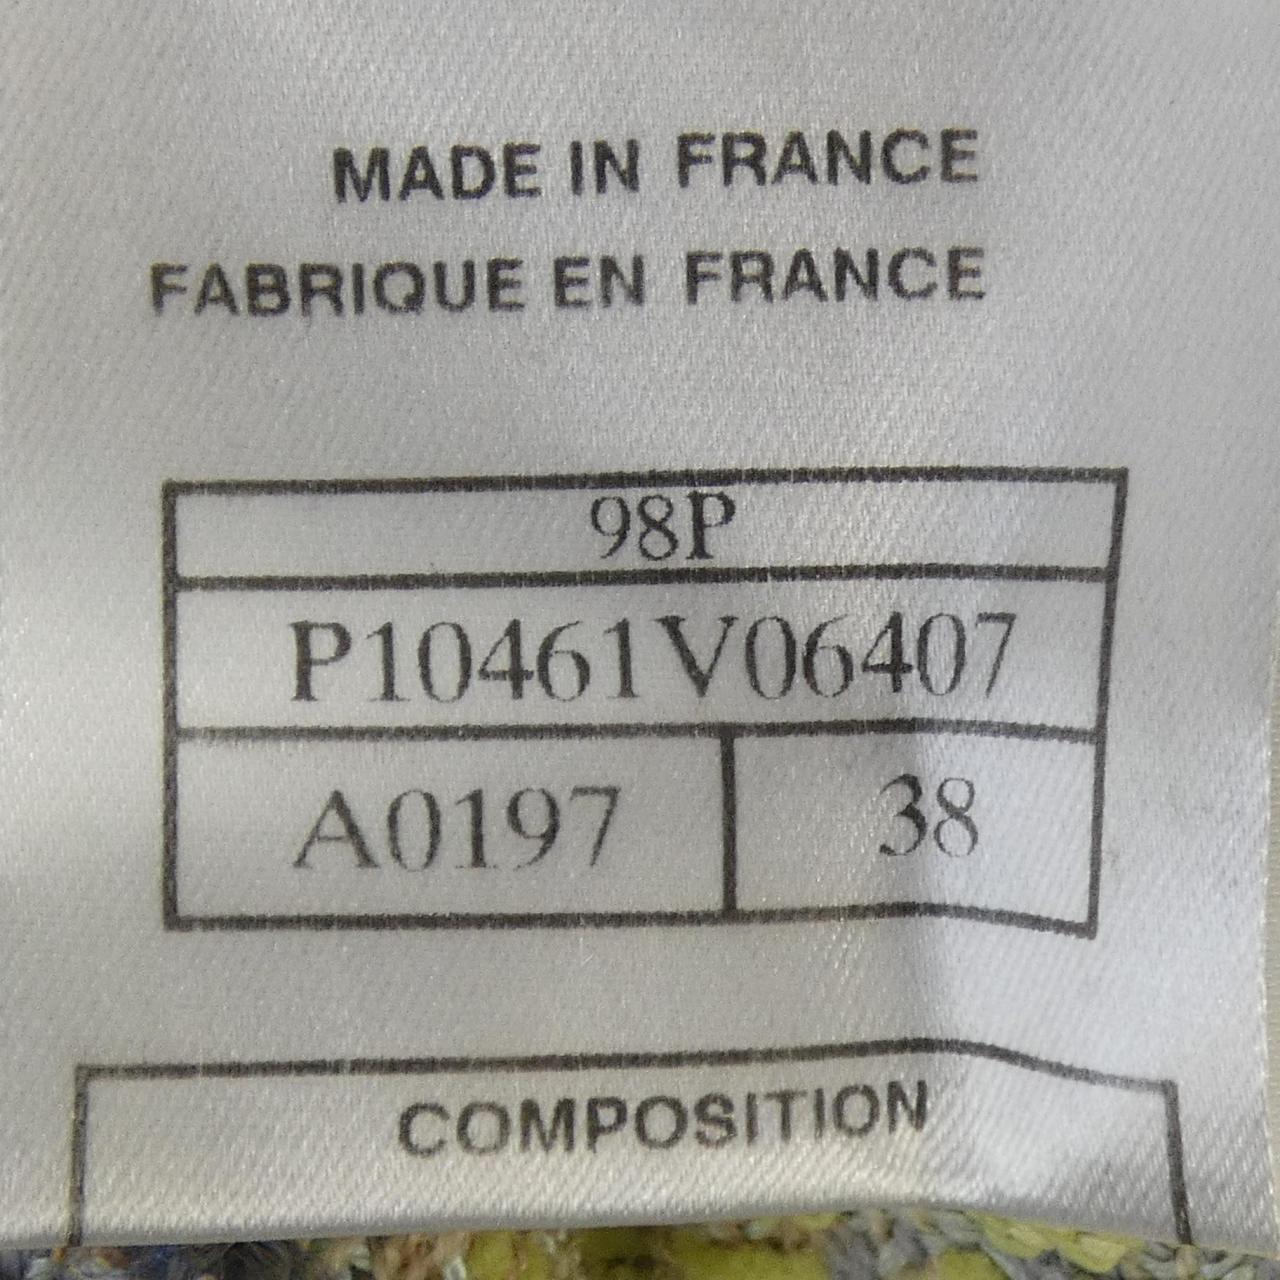 MADE IN FRANCE
FABRIQUE EN FRANCE
98P
P10461V06407
A0197 38
COMPOSITION